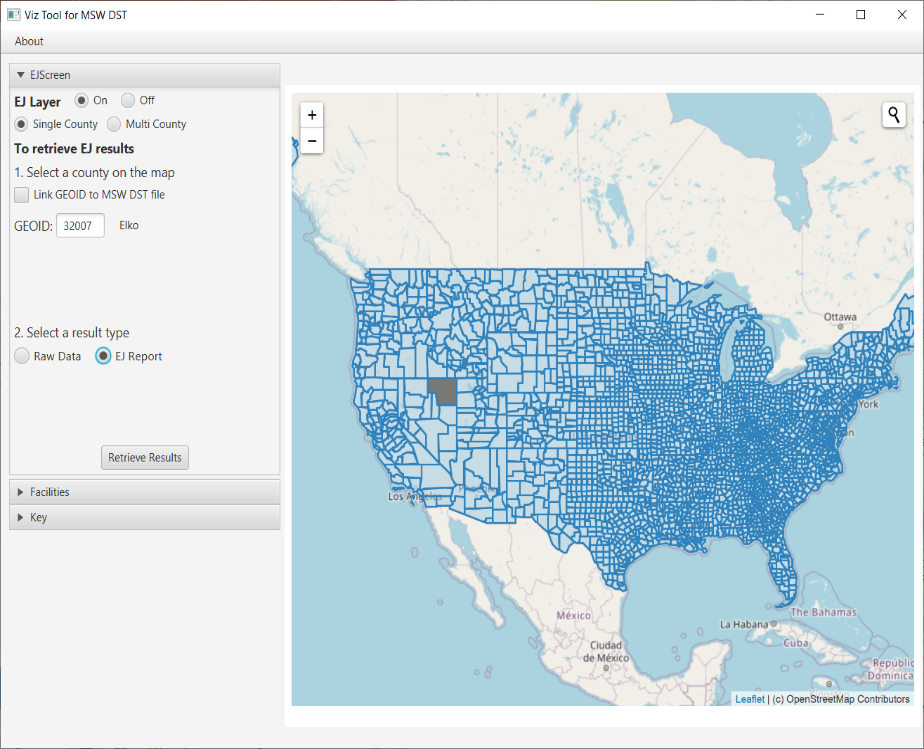 Viz Tool for MSW DST
About
EJScreen
EJ Layer On Off
Single County Multi County
To retrieve EJ results
1. Select a county on the map
Link GEOID to MSW DST file
GEOID: 32007 Elko
2. Select a result type
Raw Data EJ Report
Retrieve Results
Facilities
Key
+
−
Ottawa
York
Los Angeles
México
Ciudad
de México
La Habana
The Bahamas
Cuba
República
Dominicana
Leaflet | (c) OpenStreetMap Contributors